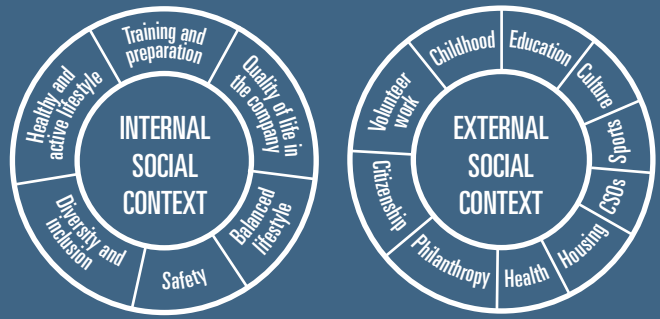 Training and
preparation
Quality of life in
the company
Balanced
lifestyle
Safety
Diversity and
inclusion
Healthy and
active lifestyle
INTERNAL
SOCIAL
CONTEXT
Childhood
Education
Culture
Sports
CSOs
Housing
Health
Philanthropy
Citizenship
Volunteer
work
EXTERNAL
SOCIAL
CONTEXT